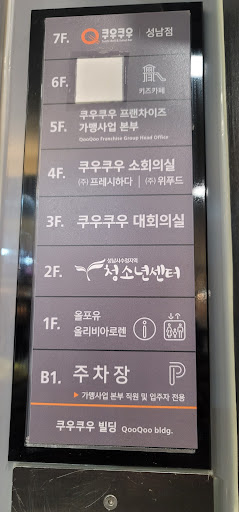 7F. 쿠우쿠우 성남점
6F.
키즈카페
5F. 쿠우쿠우 프랜차이즈
가맹사업 본부
QooQoo Franchise Group Head Office
4F. 쿠우쿠우 소회의실
(주)프레시하다 | (주)위푸드
3F. 쿠우쿠우 대회의실
2F. 성남시수정지역
청소년센터
1F. 올포유
올리비아로렌
B1. 주차장 P
▶ 가맹사업 본부 직원 및 입주자 전용
쿠우쿠우 빌딩 QooQoo bldg.